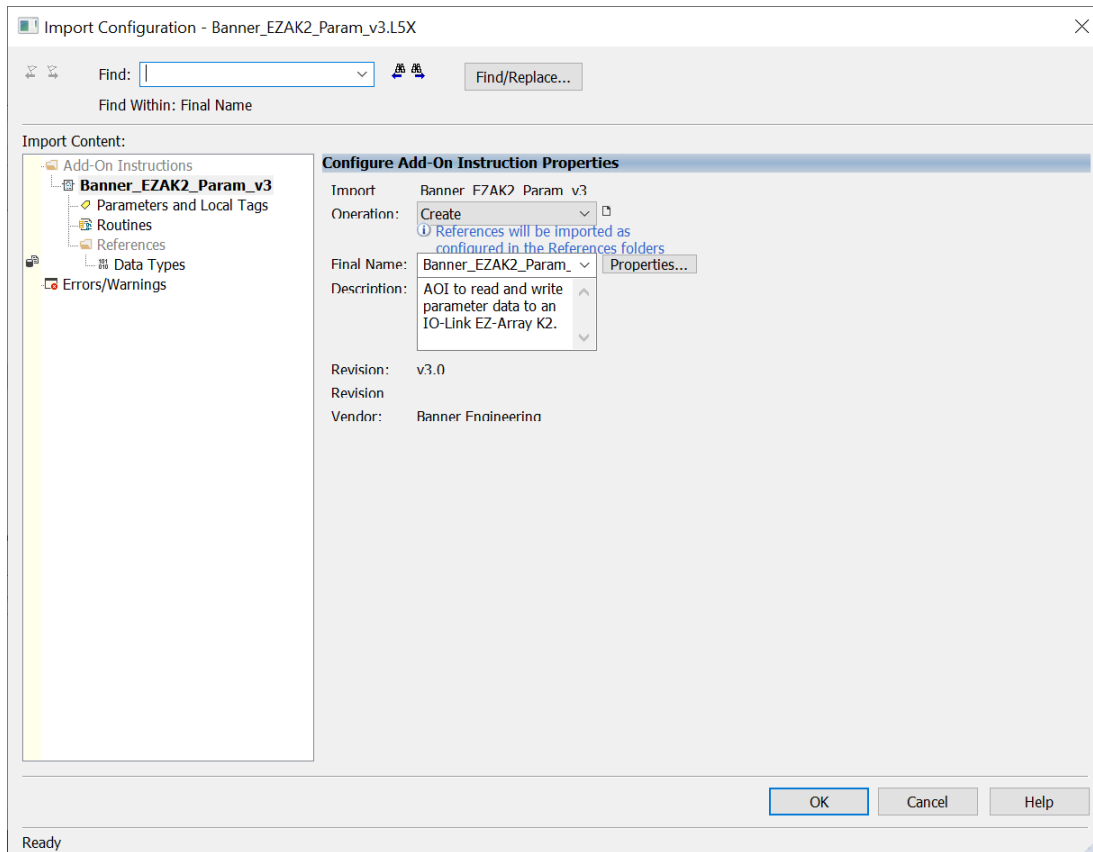 Import Configuration - Banner_EZAK2_Param_v3.L5X
Find:
Find/Replace...
Find Within: Final Name
Import Content:
Add-On Instructions
Banner_EZAK2_Param_v3
Parameters and Local Tags
Routines
References
Data Types
Errors/Warnings
Configure Add-On Instruction Properties
Import Banner_EZAK2_Param_v3
Operation: Create
References will be imported as
configured in the References folders
Final Name: Banner_EZAK2_Param_ Properties...
Description: AOI to read and write
parameter data to an
IO-Link EZ-Array K2.
Revision: v3.0
Revision
Vendor: Banner Engineering
OK Cancel Help
Ready